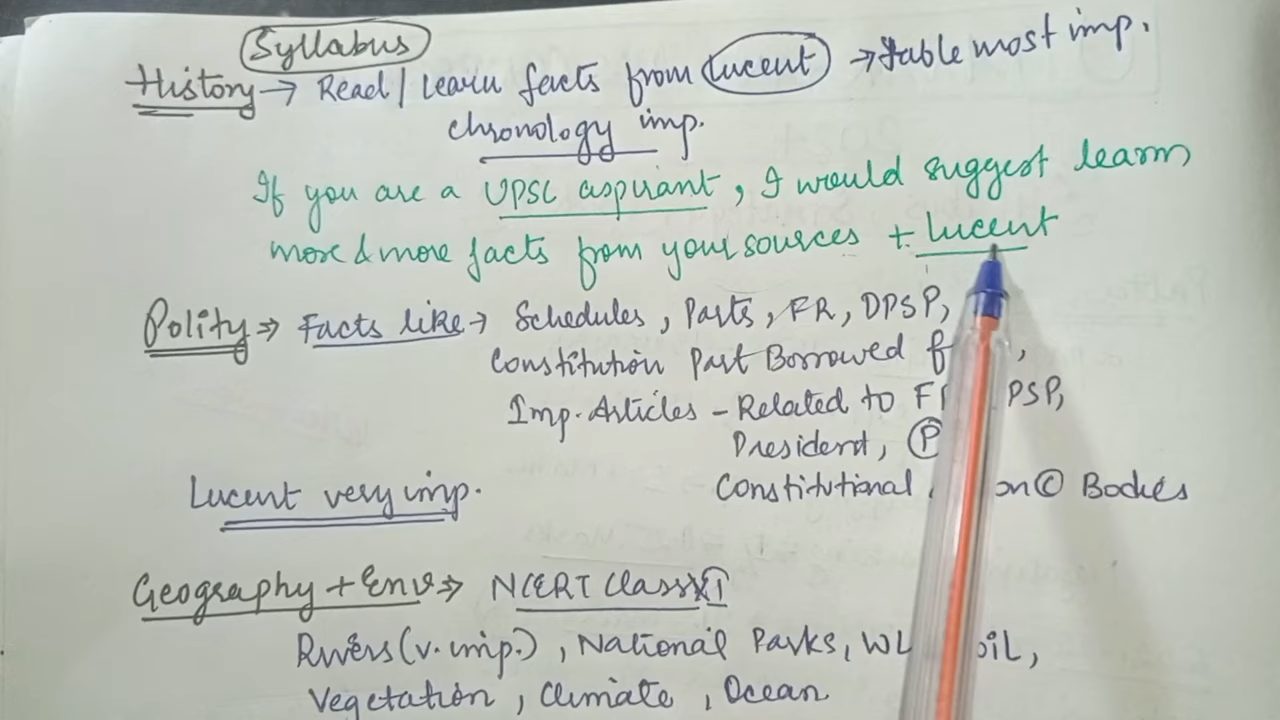 Syllabus
History → Read / Learn facts from Lucent → table most imp.
chronology imp.
If you are a UPSC aspirant, I would suggest learn
more & more facts from your sources + Lucent
Polity ⇒ Facts like → Schedules, Parts, FR, DPSP,
Constitution Part Borrowed
Imp. Articles - Related to PSP,
President, Ⓟ
Lucent very imp.
Constitutional Ⓒ Bodies
Geography + Env ⇒ NCERT Class XI
Rivers (v. imp.), National Parks,
Vegetation, Climate, Ocean